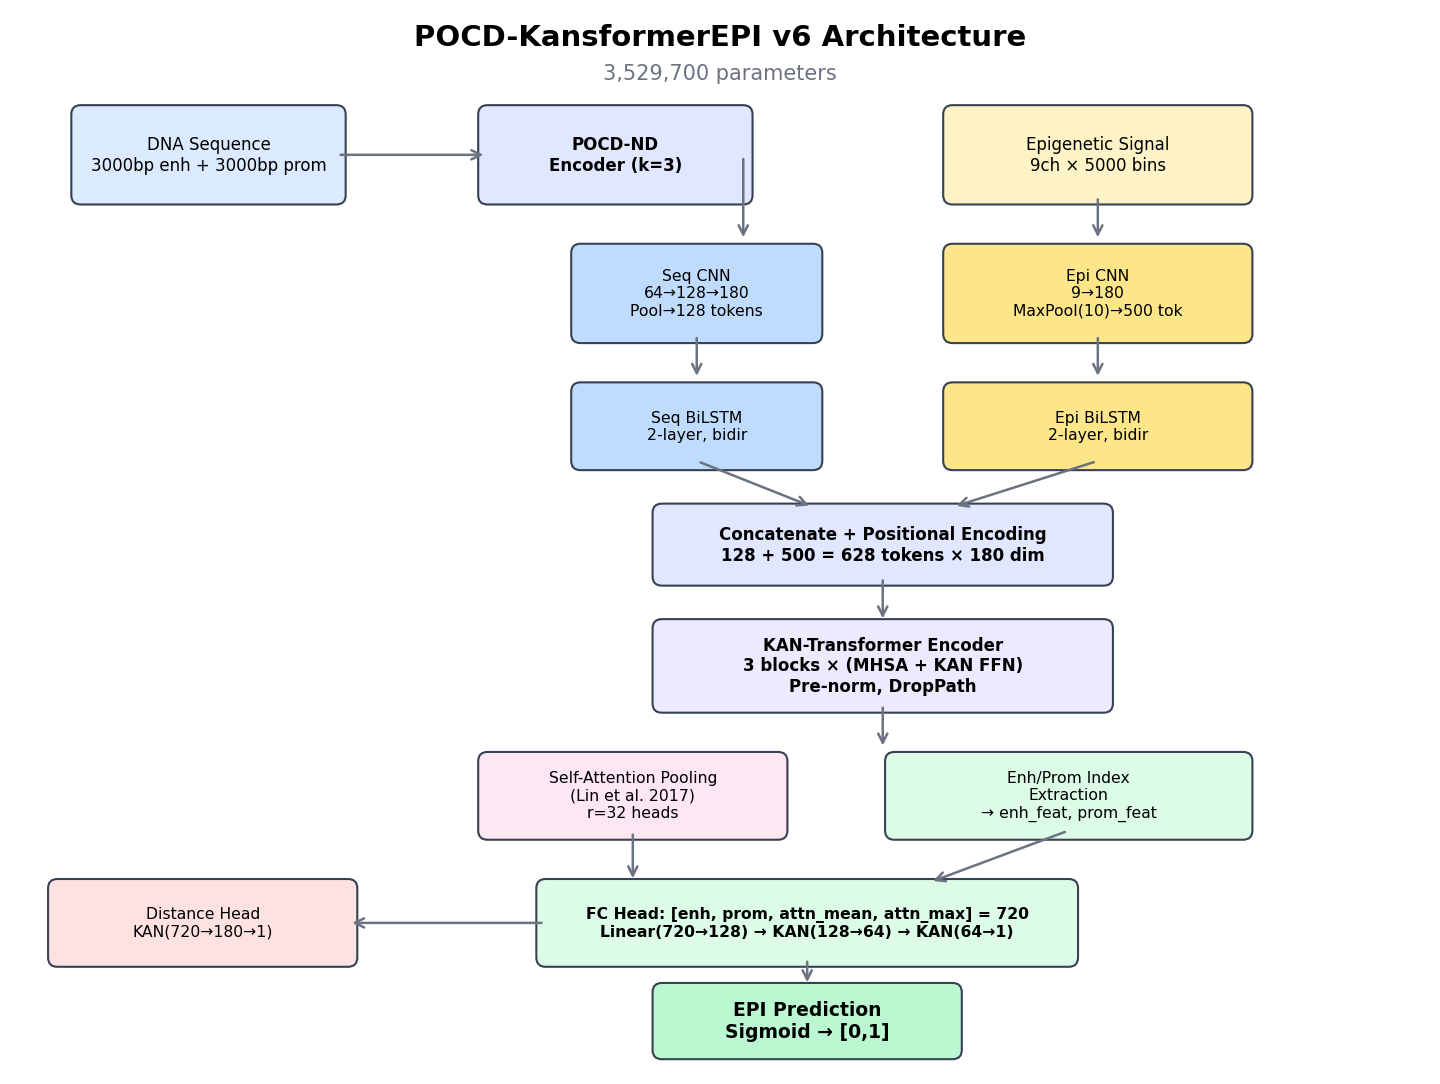 POCD-KansformerEPI v6 Architecture
3,529,700 parameters
DNA Sequence
3000bp enh + 3000bp prom
POCD-ND
Encoder (k=3)
Epigenetic Signal
9ch × 5000 bins
Seq CNN
64→128→180
Pool→128 tokens
Epi CNN
9→180
MaxPool(10)→500 tok
Seq BiLSTM
2-layer, bidir
Epi BiLSTM
2-layer, bidir
Concatenate + Positional Encoding
128 + 500 = 628 tokens × 180 dim
KAN-Transformer Encoder
3 blocks × (MHSA + KAN FFN)
Pre-norm, DropPath
Self-Attention Pooling
(Lin et al. 2017)
r=32 heads
Enh/Prom Index
Extraction
→ enh_feat, prom_feat
Distance Head
KAN(720→180→1)
FC Head: [enh, prom, attn_mean, attn_max] = 720
Linear(720→128) → KAN(128→64) → KAN(64→1)
EPI Prediction
Sigmoid → [0,1]